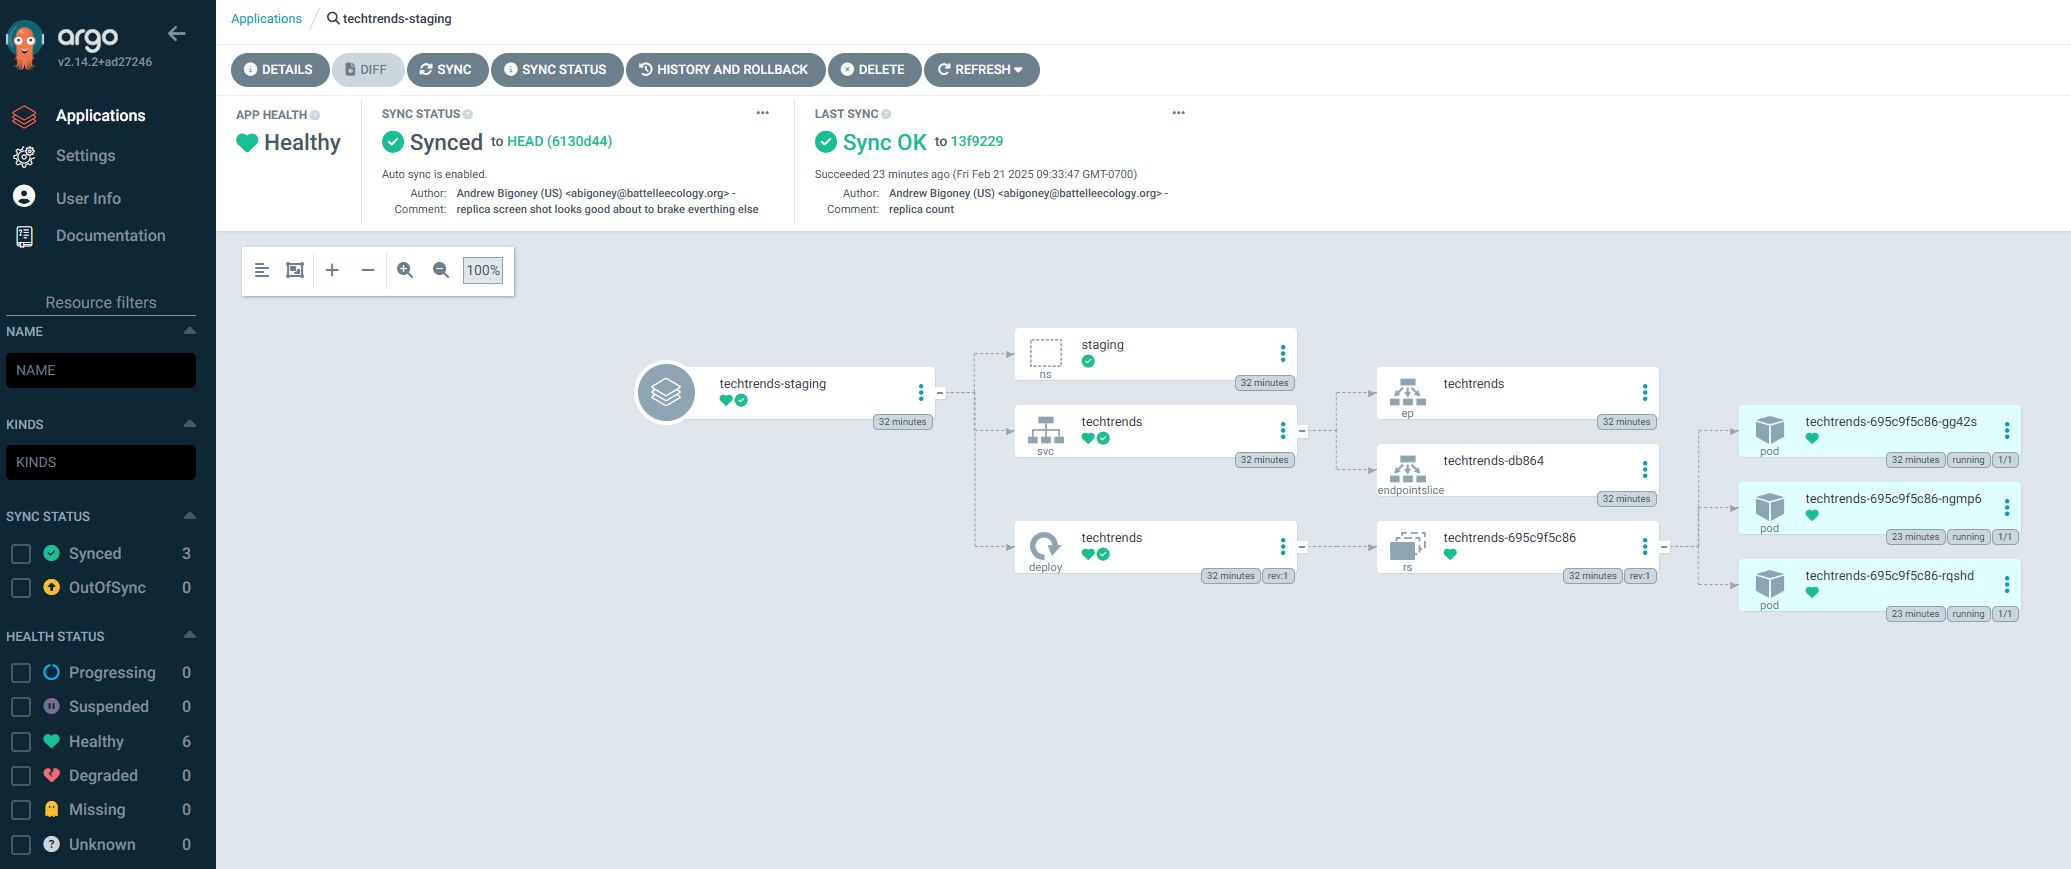 argo
v2.14.2+ad27246
Applications
Settings
User Info
Documentation
Resource filters
NAME
NAME
KINDS
KINDS
SYNC STATUS
Synced 3
OutOfSync 0
HEALTH STATUS
Progressing 0
Suspended 0
Healthy 6
Degraded 0
Missing 0
Unknown 0
Applications / techtrends-staging
DETAILS DIFF SYNC SYNC STATUS HISTORY AND ROLLBACK DELETE REFRESH
APP HEALTH
Healthy
SYNC STATUS
Synced to HEAD (6130d44)
Auto sync is enabled.
Author: Andrew Bigoney (US) <abigoney@battelleecology.org> -
Comment: replica screen shot looks good about to brake everthing else
LAST SYNC
Sync OK to 13f9229
Succeeded 23 minutes ago (Fri Feb 21 2025 09:33:47 GMT-0700)
Author: Andrew Bigoney (US) <abigoney@battelleecology.org> -
Comment: replica count
100%
techtrends-staging
32 minutes
staging
ns
32 minutes
techtrends
svc
32 minutes
techtrends
deploy
32 minutes rev:1
techtrends
ep
32 minutes
techtrends-db864
endpointslice
32 minutes
techtrends-695c9f5c86
rs
32 minutes rev:1
techtrends-695c9f5c86-gg42s
pod
32 minutes running 1/1
techtrends-695c9f5c86-ngmp6
pod
23 minutes running 1/1
techtrends-695c9f5c86-rqshd
pod
23 minutes running 1/1